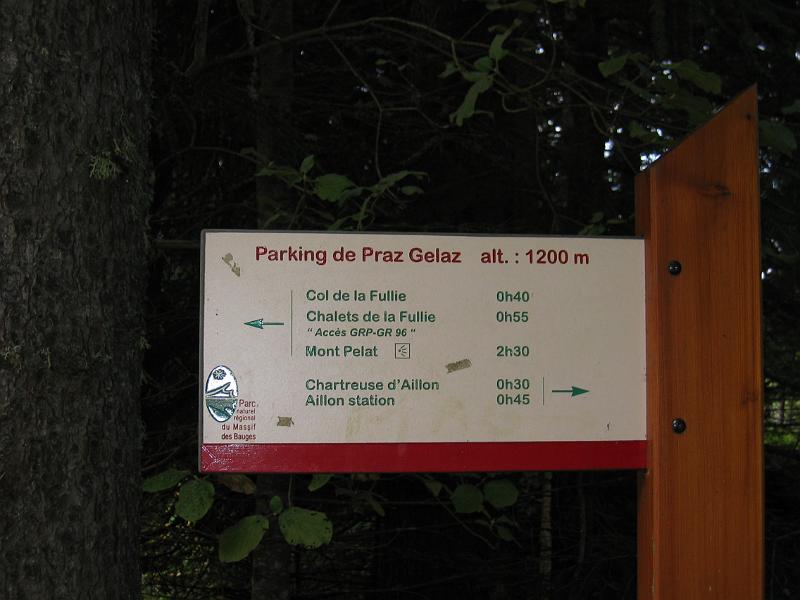 Parking de Praz Gelaz alt. : 1200 m
Col de la Fullie 0h40
Chalets de la Fullie 0h55
" Accès GRP-GR 96 "
Mont Pelat 2h30
Chartreuse d'Aillon 0h30
Aillon station 0h45
Parc
naturel
régional
du Massif
des Bauges